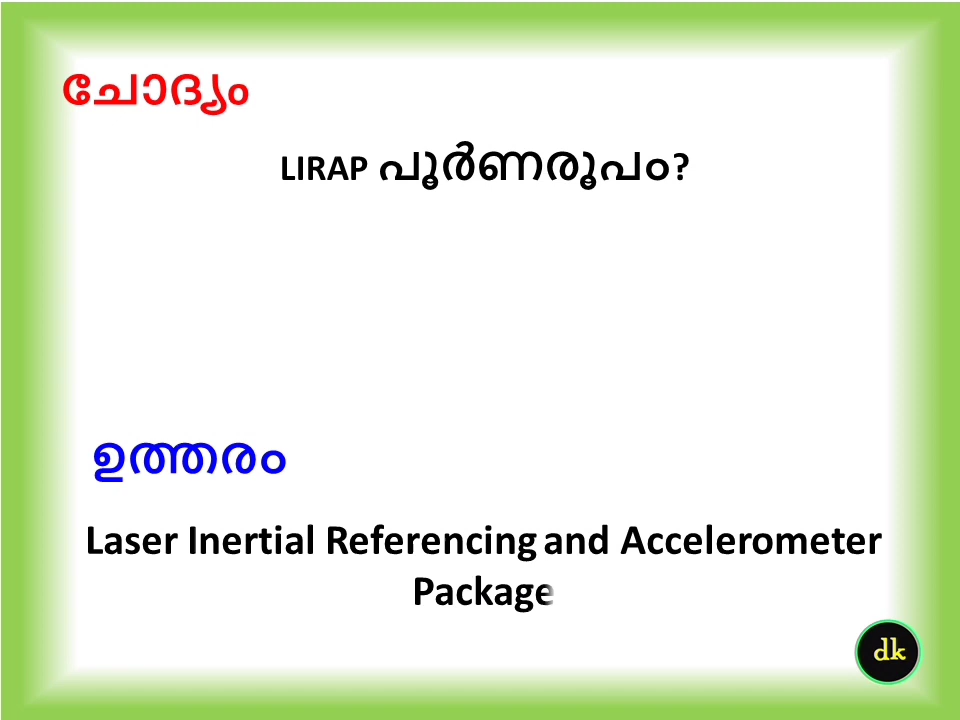 ചോദ്യം
LIRAP പൂർണരൂപം?
ഉത്തരം
Laser Inertial Referencing and Accelerometer
Package
dk